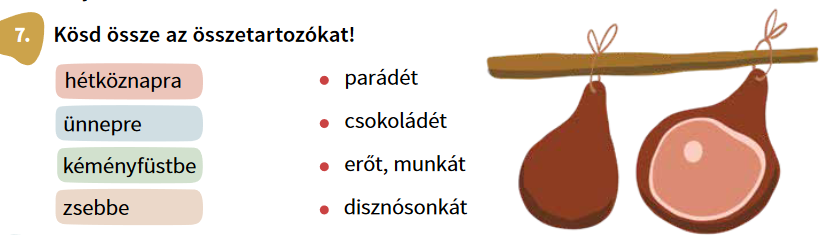 7. Kösd össze az összetartozókat!
hétköznapra • parádét
ünnepre • csokoládét
kéményfüstbe • erőt, munkát
zsebbe • disznósonkát